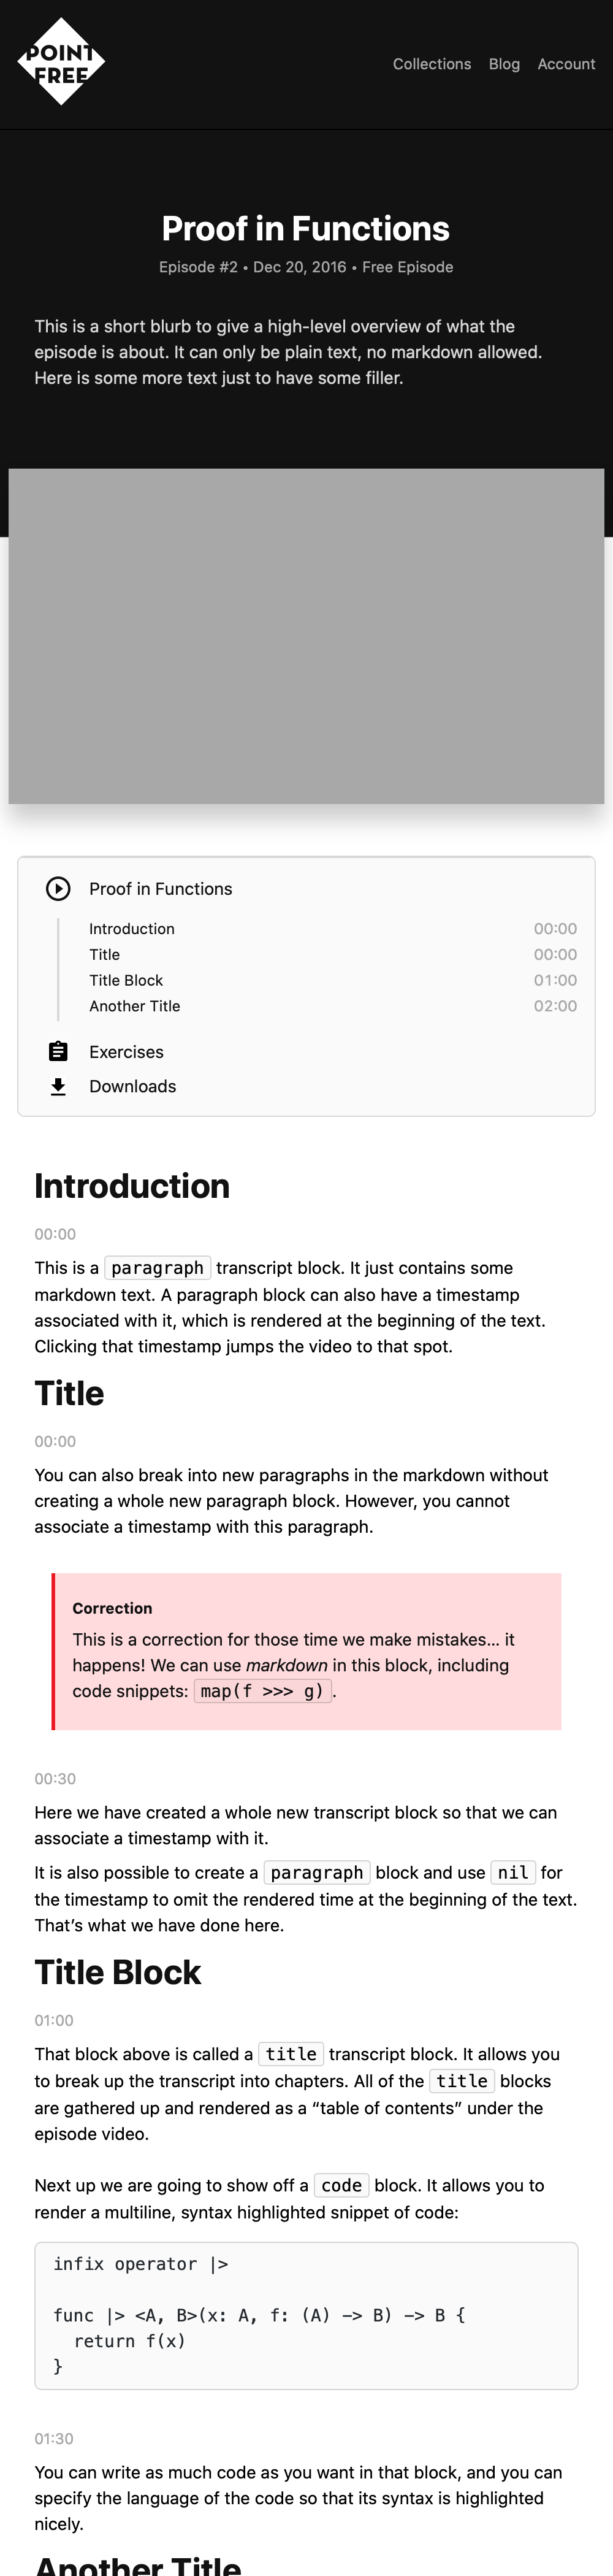 POINT
FREE
Collections Blog Account
Proof in Functions
Episode #2 • Dec 20, 2016 • Free Episode
This is a short blurb to give a high-level overview of what the
episode is about. It can only be plain text, no markdown allowed.
Here is some more text just to have some filler.
Proof in Functions
Introduction 00:00
Title 00:00
Title Block 01:00
Another Title 02:00
Exercises
Downloads
Introduction
00:00
This is a paragraph transcript block. It just contains some
markdown text. A paragraph block can also have a timestamp
associated with it, which is rendered at the beginning of the text.
Clicking that timestamp jumps the video to that spot.
Title
00:00
You can also break into new paragraphs in the markdown without
creating a whole new paragraph block. However, you cannot
associate a timestamp with this paragraph.
Correction
This is a correction for those time we make mistakes… it
happens! We can use markdown in this block, including
code snippets: map(f >>> g).
00:30
Here we have created a whole new transcript block so that we can
associate a timestamp with it.
It is also possible to create a paragraph block and use nil for
the timestamp to omit the rendered time at the beginning of the text.
That’s what we have done here.
Title Block
01:00
That block above is called a title transcript block. It allows you
to break up the transcript into chapters. All of the title blocks
are gathered up and rendered as a “table of contents” under the
episode video.
Next up we are going to show off a code block. It allows you to
render a multiline, syntax highlighted snippet of code:
infix operator |>
func |> <A, B>(x: A, f: (A) -> B) -> B {
  return f(x)
}
01:30
You can write as much code as you want in that block, and you can
specify the language of the code so that its syntax is highlighted
nicely.
Another Title